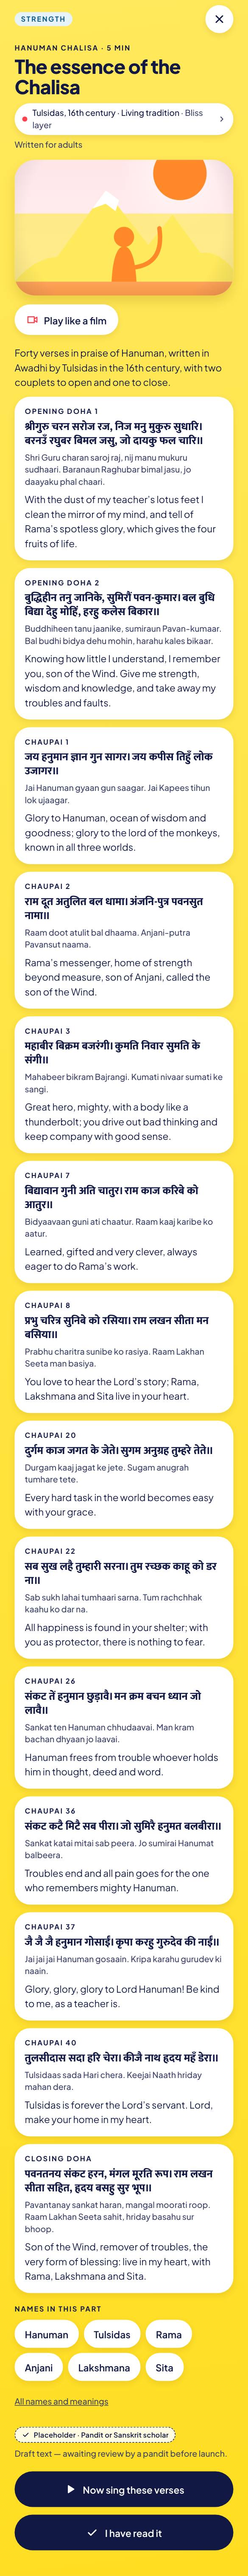 STRENGTH
HANUMAN CHALISA · 5 MIN
The essence of the
Chalisa
Tulsidas, 16th century · Living tradition · Bliss
layer
Written for adults
Play like a film
Forty verses in praise of Hanuman, written in
Awadhi by Tulsidas in the 16th century, with two
couplets to open and one to close.
OPENING DOHA 1
श्रीगुरु चरन सरोज रज, निज मनु मुकुरु सुधारि।
बरनउँ रघुबर बिमल जसु, जो दायकु फल चारि।।
Shri Guru charan saroj raj, nij manu mukuru
sudhaari. Baranaun Raghubar bimal jasu, jo
daayaku phal chaari.
With the dust of my teacher's lotus feet I
clean the mirror of my mind, and tell of
Rama's spotless glory, which gives the four
fruits of life.
OPENING DOHA 2
बुद्धिहीन तनु जानिके, सुमिरौं पवन-कुमार। बल बुधि
बिद्या देहु मोहिं, हरहु कलेस बिकार।।
Buddhiheen tanu jaanike, sumiraun Pavan-kumaar.
Bal budhi bidya dehu mohin, harahu kales bikaar.
Knowing how little I understand, I remember
you, son of the Wind. Give me strength,
wisdom and knowledge, and take away my
troubles and faults.
CHAUPAI 1
जय हनुमान ज्ञान गुन सागर। जय कपीस तिहुँ लोक
उजागर।।
Jai Hanuman gyaan gun saagar. Jai Kapees tihun
lok ujaagar.
Glory to Hanuman, ocean of wisdom and
goodness; glory to the lord of the monkeys,
known in all three worlds.
CHAUPAI 2
राम दूत अतुलित बल धामा। अंजनि-पुत्र पवनसुत
नामा।।
Raam doot atulit bal dhaama. Anjani-putra
Pavansut naama.
Rama's messenger, home of strength
beyond measure, son of Anjani, called the
son of the Wind.
CHAUPAI 3
महाबीर बिक्रम बजरंगी। कुमति निवार सुमति के
संगी।।
Mahabeer bikram Bajrangi. Kumati nivaar sumati ke
sangi.
Great hero, mighty, with a body like a
thunderbolt; you drive out bad thinking and
keep company with good sense.
CHAUPAI 7
बिद्यावान गुनी अति चातुर। राम काज करिबे को
आतुर।।
Bidyaavaan guni ati chaatur. Raam kaaj karibe ko
aatur.
Learned, gifted and very clever, always
eager to do Rama's work.
CHAUPAI 8
प्रभु चरित्र सुनिबे को रसिया। राम लखन सीता मन
बसिया।।
Prabhu charitra sunibe ko rasiya. Raam Lakhan
Seeta man basiya.
You love to hear the Lord's story; Rama,
Lakshmana and Sita live in your heart.
CHAUPAI 20
दुर्गम काज जगत के जेते। सुगम अनुग्रह तुम्हरे तेते।।
Durgam kaaj jagat ke jete. Sugam anugrah
tumhare tete.
Every hard task in the world becomes easy
with your grace.
CHAUPAI 22
सब सुख लहै तुम्हारी सरना। तुम रच्छक काहू को डर
ना।।
Sab sukh lahai tumhaari sarna. Tum rachchhak
kaahu ko dar na.
All happiness is found in your shelter; with
you as protector, there is nothing to fear.
CHAUPAI 26
संकट तें हनुमान छुड़ावै। मन क्रम बचन ध्यान जो
लावै।।
Sankat ten Hanuman chhudaavai. Man kram
bachan dhyaan jo laavai.
Hanuman frees from trouble whoever holds
him in thought, deed and word.
CHAUPAI 36
संकट कटै मिटै सब पीरा। जो सुमिरै हनुमत बलबीरा।।
Sankat katai mitai sab peera. Jo sumirai Hanumat
balbeera.
Troubles end and all pain goes for the one
who remembers mighty Hanuman.
CHAUPAI 37
जै जै जै हनुमान गोसाईं। कृपा करहु गुरुदेव की नाईं।।
Jai jai jai Hanuman gosaain. Kripa karahu gurudev ki
naain.
Glory, glory, glory to Lord Hanuman! Be kind
to me, as a teacher is.
CHAUPAI 40
तुलसीदास सदा हरि चेरा। कीजै नाथ हृदय महँ डेरा।।
Tulsidaas sada Hari chera. Keejai Naath hriday
mahan dera.
Tulsidas is forever the Lord's servant. Lord,
make your home in my heart.
CLOSING DOHA
पवनतनय संकट हरन, मंगल मूरति रूप। राम लखन
सीता सहित, हृदय बसहु सुर भूप।।
Pavantanay sankat haran, mangal moorati roop.
Raam Lakhan Seeta sahit, hriday basahu sur
bhoop.
Son of the Wind, remover of troubles, the
very form of blessing: live in my heart, with
Rama, Lakshmana and Sita.
NAMES IN THIS PART
Hanuman Tulsidas Rama
Anjani Lakshmana Sita
All names and meanings
Placeholder · Pandit or Sanskrit scholar
Draft text — awaiting review by a pandit before launch.
Now sing these verses
I have read it